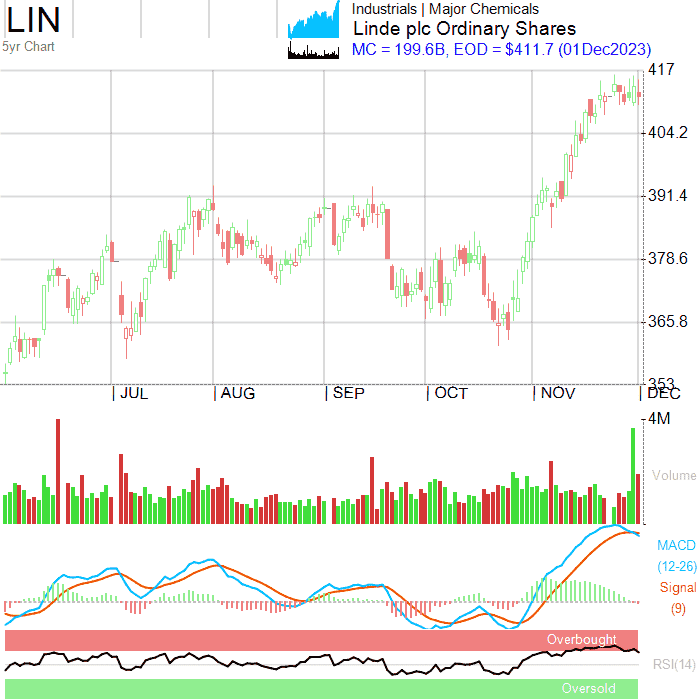 LIN
5yr Chart
Industrials | Major Chemicals
Linde plc Ordinary Shares
MC = 199.6B, EOD = $411.7 (01Dec2023)
417
404.2
391.4
378.6
365.8
353
JUL AUG SEP OCT NOV DEC
4M
Volume
MACD
(12-26)
Signal
(9)
Overbought
RSI(14)
Oversold